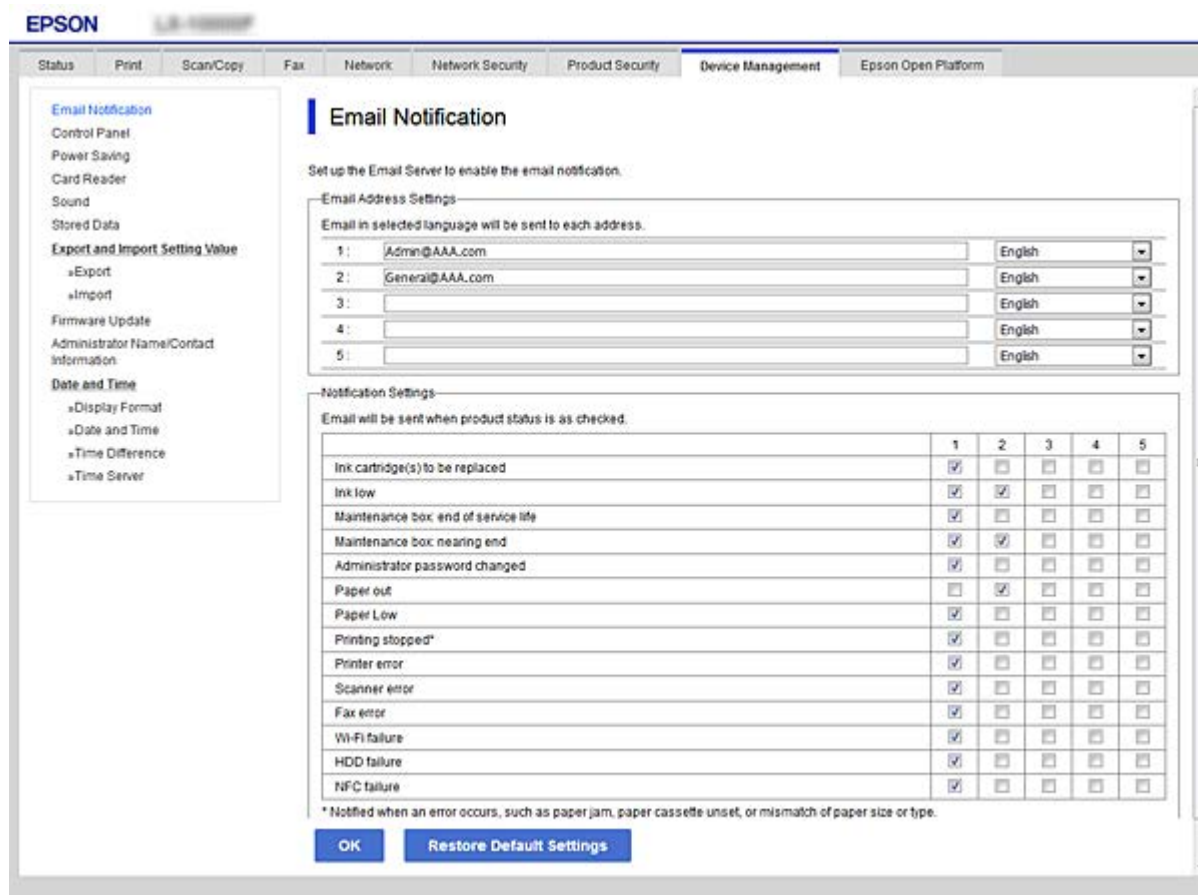 EPSON
Status Print Scan/Copy Fax Network Network Security Product Security Device Management Epson Open Platform
Email Notification
Control Panel
Power Saving
Card Reader
Sound
Stored Data
Export and Import Setting Value
»Export
»Import
Firmware Update
Administrator Name/Contact
Information
Date and Time
»Display Format
»Date and Time
»Time Difference
»Time Server
Email Notification
Set up the Email Server to enable the email notification.
Email Address Settings
Email in selected language will be sent to each address.
1 : Admin@AAA.com English
2 : General@AAA.com English
3 : English
4 : English
5 : English
Notification Settings
Email will be sent when product status is as checked.
1 2 3 4 5
Ink cartridge(s) to be replaced
Ink low
Maintenance box: end of service life
Maintenance box: nearing end
Administrator password changed
Paper out
Paper Low
Printing stopped*
Printer error
Scanner error
Fax error
Wi-Fi failure
HDD failure
NFC failure
* Notified when an error occurs, such as paper jam, paper cassette unset, or mismatch of paper size or type.
OK Restore Default Settings